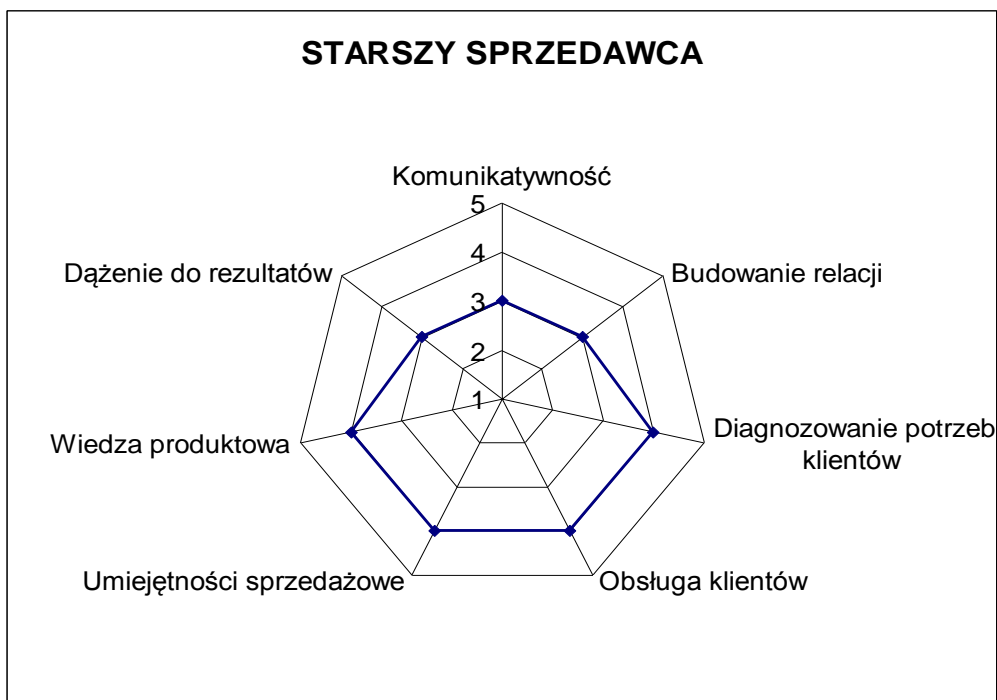 STARSZY SPRZEDAWCA
Komunikatywność
5
4
3
2
1
Budowanie relacji
Diagnozowanie potrzeb
klientów
Obsługa klientów
Umiejętności sprzedażowe
Wiedza produktowa
Dążenie do rezultatów